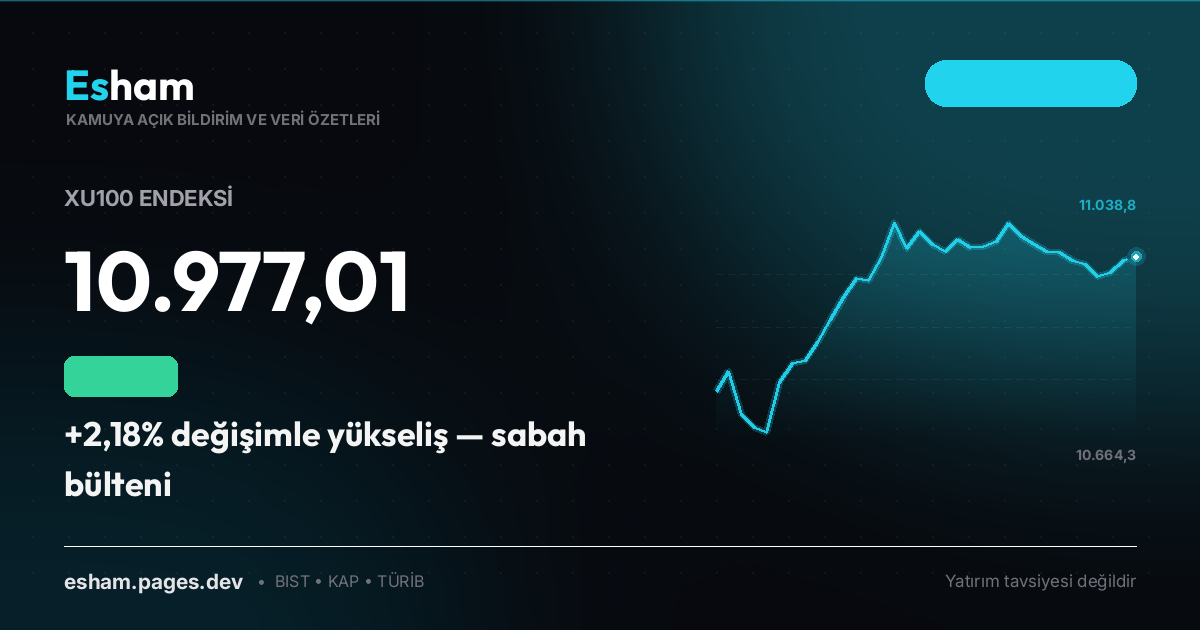 Esham
KAMUYA AÇIK BİLDİRİM VE VERİ ÖZETLERİ
XU100 ENDEKSİ
10.977,01
+2,18% değişimle yükseliş — sabah
bülteni
11.038,8
10.664,3
esham.pages.dev • BIST • KAP • TÜRİB
Yatırım tavsiyesi değildir